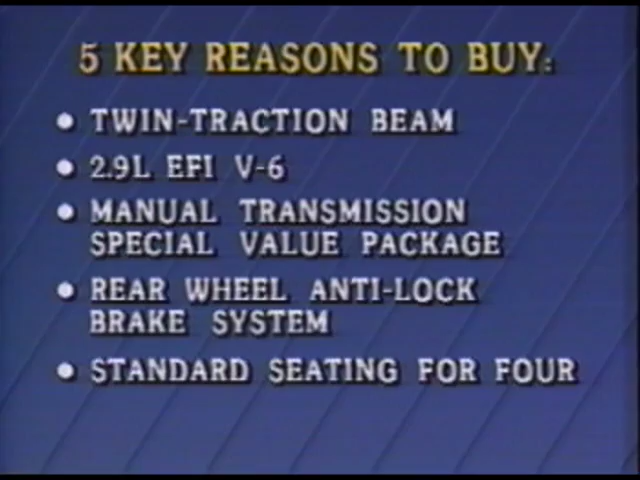 5 KEY REASONS TO BUY:
• TWIN-TRACTION BEAM
• 2.9L EFI V-6
• MANUAL TRANSMISSION
SPECIAL VALUE PACKAGE
• REAR WHEEL ANTI-LOCK
BRAKE SYSTEM
• STANDARD SEATING FOR FOUR